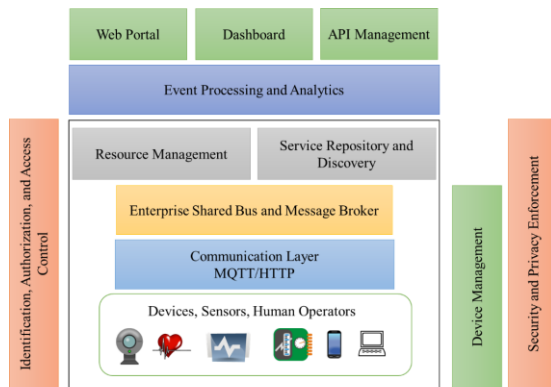 Web Portal
Dashboard
API Management
Event Processing and Analytics
Resource Management
Service Repository and
Discovery
Enterprise Shared Bus and Message Broker
Communication Layer
MQTT/HTTP
Devices, Sensors, Human Operators
Identification, Authorization, and Access
Control
Device Management
Security and Privacy Enforcement